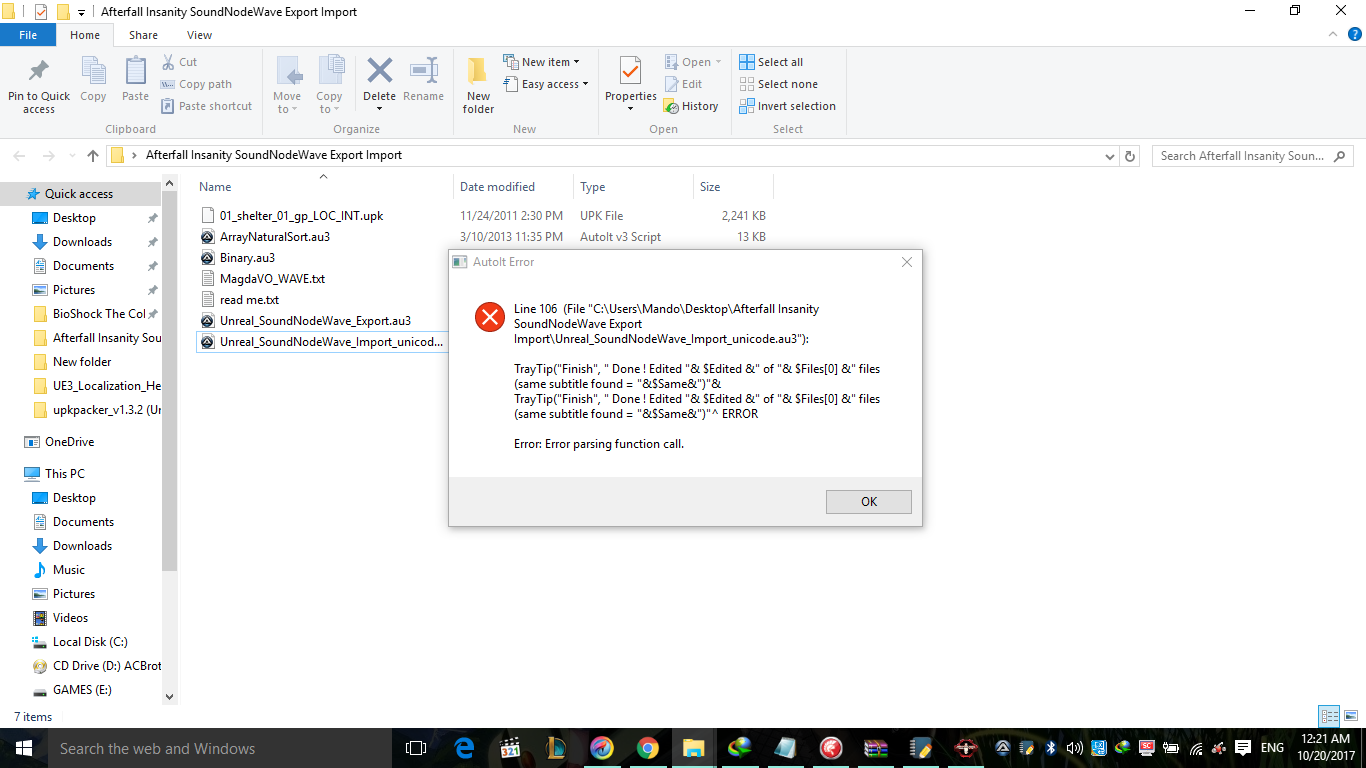 Afterfall Insanity SoundNodeWave Export Import
File Home Share View
Pin to Quick access
Copy
Paste
Cut
Copy path
Paste shortcut
Clipboard
Move to
Copy to
Delete
Rename
Organize
New folder
New item
Easy access
New
Properties
Open
Edit
History
Open
Select all
Select none
Invert selection
Select
Afterfall Insanity SoundNodeWave Export Import
Search Afterfall Insanity Soun...
Quick access
Desktop
Downloads
Documents
Pictures
BioShock The Col
Afterfall Insanity Sou
New folder
UE3_Localization_He
upkpacker_v1.3.2 (Ur
OneDrive
This PC
Desktop
Documents
Downloads
Music
Pictures
Videos
Local Disk (C:)
CD Drive (D:) ACBrot
GAMES (E:)
Name Date modified Type Size
01_shelter_01_gp_LOC_INT.upk 11/24/2011 2:30 PM UPK File 2,241 KB
ArrayNaturalSort.au3 3/10/2013 11:35 PM AutoIt v3 Script 13 KB
Binary.au3
MagdaVO_WAVE.txt
read me.txt
Unreal_SoundNodeWave_Export.au3
Unreal_SoundNodeWave_Import_unicod...
AutoIt Error
Line 106 (File "C:\Users\Mando\Desktop\Afterfall Insanity
SoundNodeWave Export
Import\Unreal_SoundNodeWave_Import_unicode.au3"):
TrayTip("Finish", " Done ! Edited "& $Edited &" of "& $Files[0] &" files
(same subtitle found = "&$Same&")"&
TrayTip("Finish", " Done ! Edited "& $Edited &" of "& $Files[0] &" files
(same subtitle found = "&$Same&")"^ ERROR
Error: Error parsing function call.
OK
7 items
Search the web and Windows
321
ENG
12:21 AM
10/20/2017